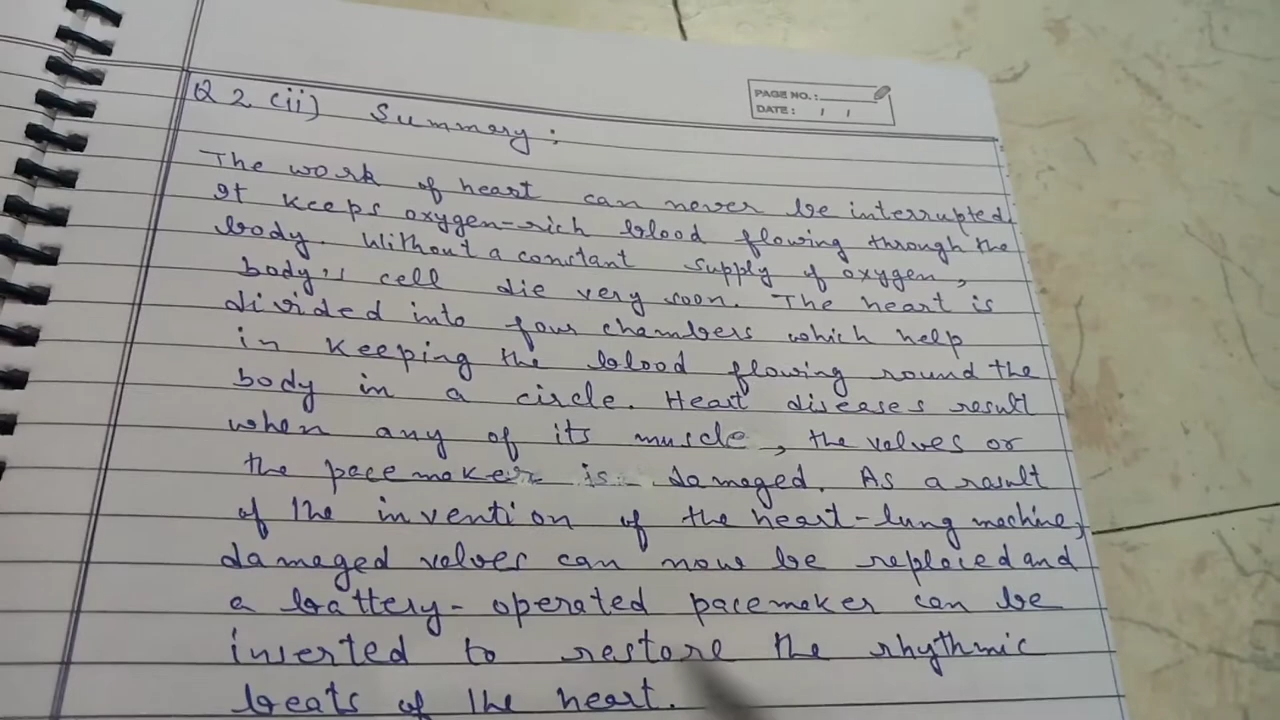 PAGE NO.:
DATE: / /
Q 2 (ii) Summary:
The work of heart can never be interrupted.
It keeps oxygen-rich blood flowing through the
body. Without a constant supply of oxygen,
body's cell die very soon. The heart is
divided into four chambers which help
in keeping the blood flowing round the
body in a circle. Heart diseases result
when any of its muscle, the valves or
the pacemaker is damaged. As a result
of the invention of the heart-lung machine,
damaged valves can now be replaced and
a battery-operated pacemaker can be
inserted to restore the rhythmic
beats of the heart.